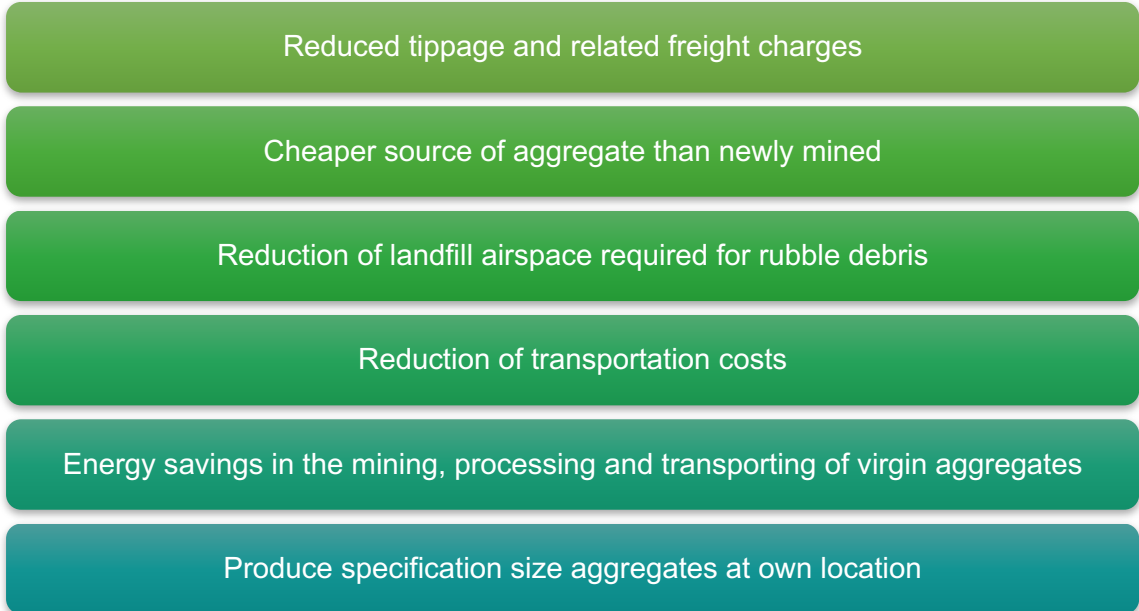 Reduced tippage and related freight charges
Cheaper source of aggregate than newly mined
Reduction of landfill airspace required for rubble debris
Reduction of transportation costs
Energy savings in the mining, processing and transporting of virgin aggregates
Produce specification size aggregates at own location